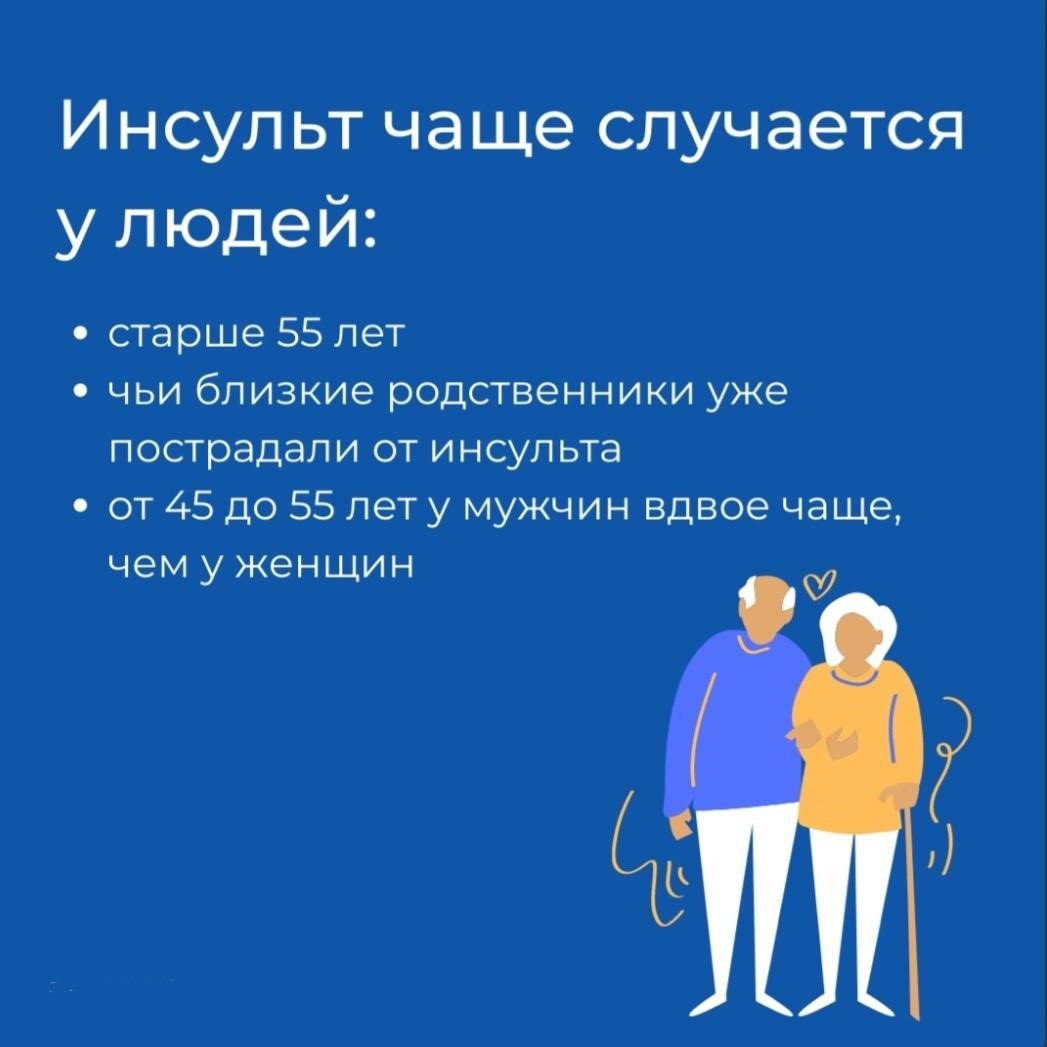 Инсульт чаще случается
у людей:
• старше 55 лет
• чьи близкие родственники уже
пострадали от инсульта
• от 45 до 55 лет у мужчин вдвое чаще,
чем у женщин